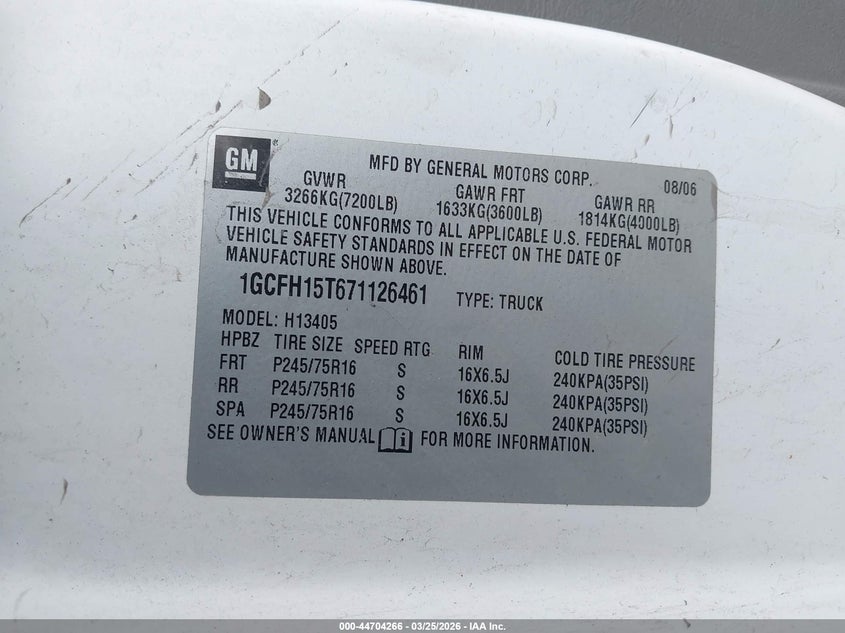 GM
MFD BY GENERAL MOTORS CORP. 08/06
GVWR GAWR FRT GAWR RR
3266KG(7200LB) 1633KG(3600LB) 1814KG(4000LB)
THIS VEHICLE CONFORMS TO ALL APPLICABLE U.S. FEDERAL MOTOR
VEHICLE SAFETY STANDARDS IN EFFECT ON THE DATE OF
MANUFACTURE SHOWN ABOVE.
1GCFH15T671126461 TYPE: TRUCK
MODEL: H13405
HPBZ TIRE SIZE SPEED RTG RIM COLD TIRE PRESSURE
FRT P245/75R16 S 16X6.5J 240KPA(35PSI)
RR P245/75R16 S 16X6.5J 240KPA(35PSI)
SPA P245/75R16 S 16X6.5J 240KPA(35PSI)
SEE OWNER'S MANUAL i FOR MORE INFORMATION.
000-44704266 - 03/25/2026 - IAA Inc.